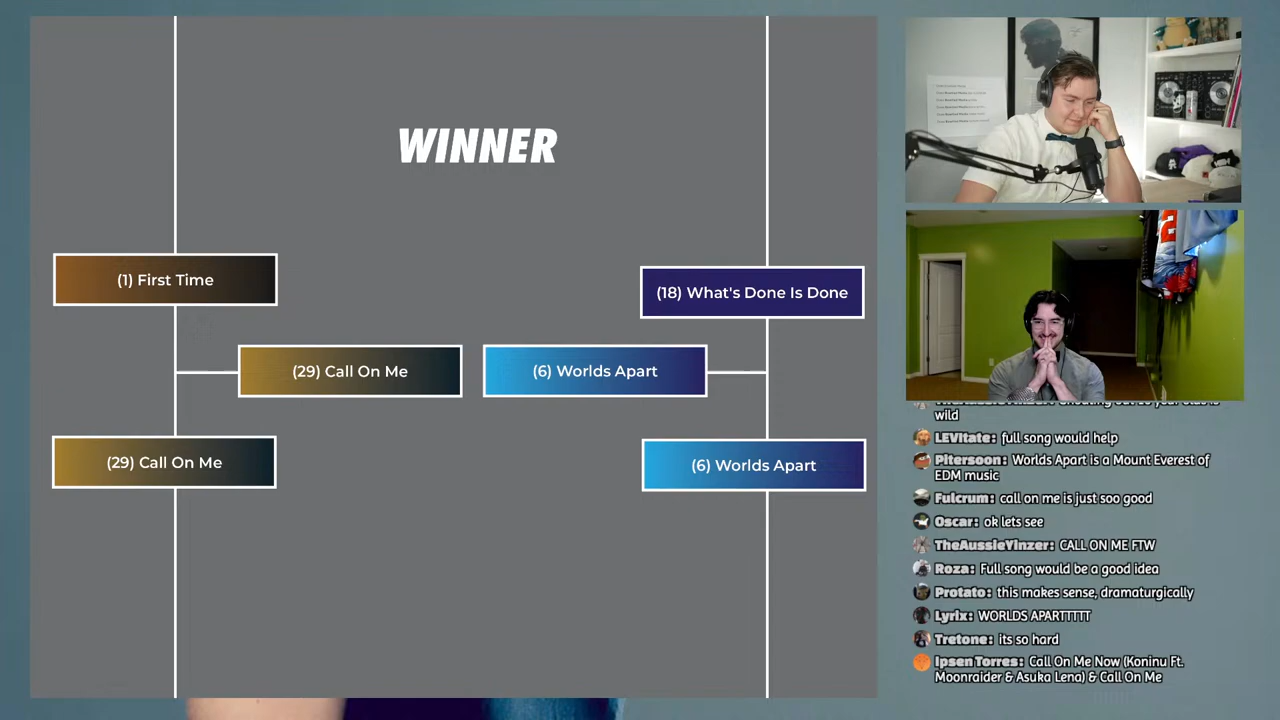 WINNER
(1) First Time
(18) What's Done Is Done
(29) Call On Me
(6) Worlds Apart
(29) Call On Me
(6) Worlds Apart
wild
LEVitate: full song would help
Pitersoon: Worlds Apart is a Mount Everest of
EDM music
Fulcrum: call on me is just soo good
Oscar: ok lets see
TheAussieYinzer: CALL ON ME FTW
Roza: Full song would be a good idea
Protato: this makes sense, dramaturgically
Lyrix: WORLDS APARTTTTT
Tretone: its so hard
Ipsen Torres: Call On Me Now (Koninu Ft.
Moonraider & Asuka Lena) & Call On Me